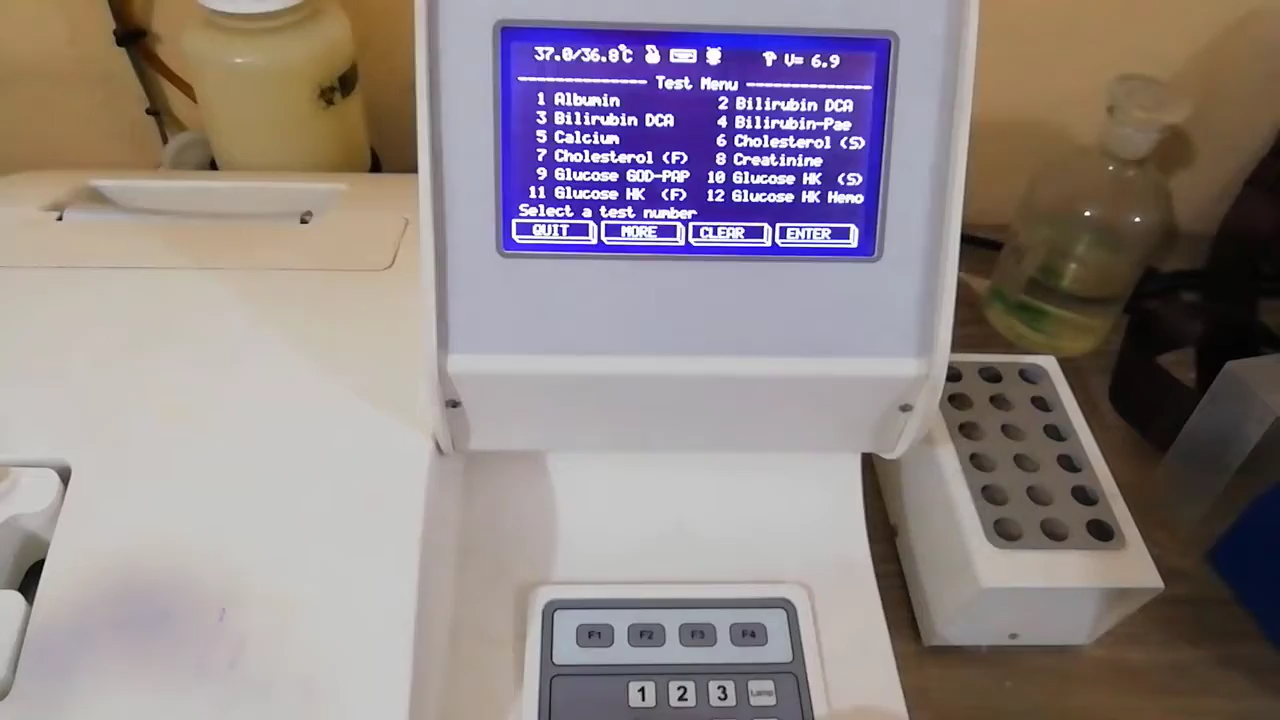 37.0/36.8°C V= 6.9
Test Menu
1 Albumin 2 Bilirubin DCA
3 Bilirubin DCA 4 Bilirubin-Pae
5 Calcium 6 Cholesterol (S)
7 Cholesterol (F) 8 Creatinine
9 Glucose GOD-PAP 10 Glucose HK (S)
11 Glucose HK (F) 12 Glucose HK Hemo
Select a test number
QUIT MORE CLEAR ENTER
F1 F2 F3 F4
1 2 3 Lamp